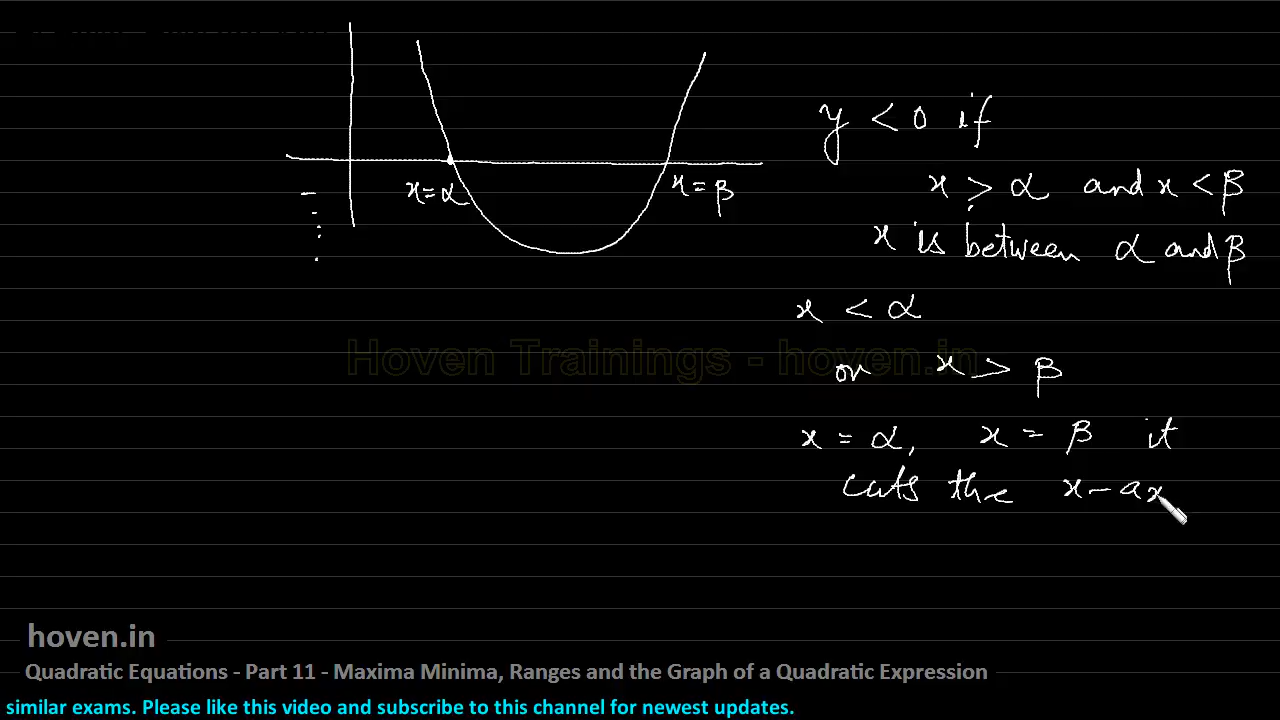 x=α
x=β
y < 0 if
x > α and x < β
x is between α and β
x < α
Hoven Trainings - hoven.in
or x > β
x = α, x = β it
cuts the x-ax
hoven.in
Quadratic Equations - Part 11 - Maxima Minima, Ranges and the Graph of a Quadratic Expression
similar exams. Please like this video and subscribe to this channel for newest updates.